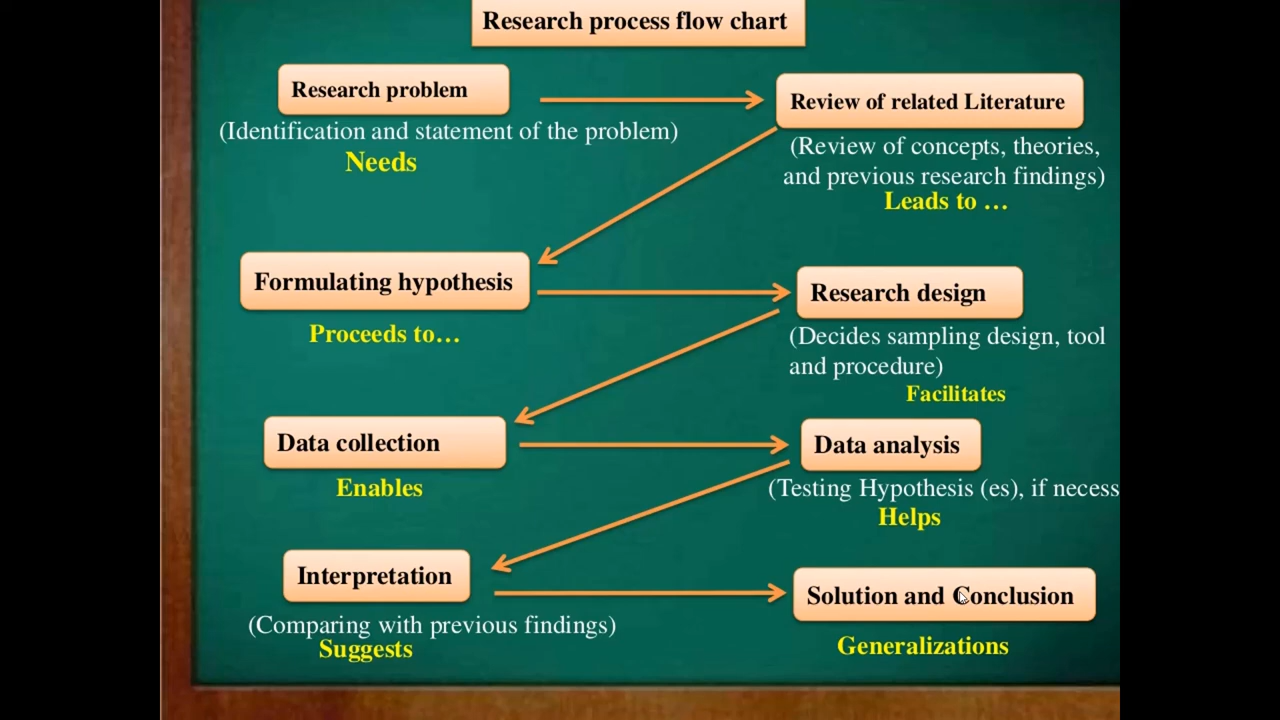 Research process flow chart
Research problem
(Identification and statement of the problem)
Needs
Review of related Literature
(Review of concepts, theories,
and previous research findings)
Leads to …
Formulating hypothesis
Proceeds to…
Research design
(Decides sampling design, tool
and procedure)
Facilitates
Data collection
Enables
Data analysis
(Testing Hypothesis (es), if necess
Helps
Interpretation
(Comparing with previous findings)
Suggests
Solution and Conclusion
Generalizations